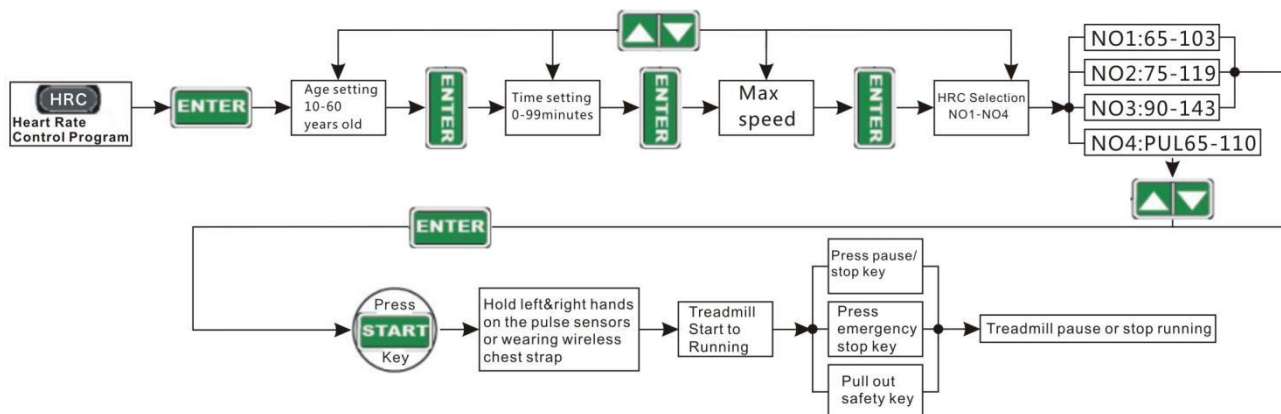 HRC
Heart Rate
Control Program
ENTER
Age setting
10-60
years old
ENTER
Time setting
0-99minutes
ENTER
Max
speed
ENTER
HRC Selection
NO1-NO4
NO1:65-103
NO2:75-119
NO3:90-143
NO4:PUL65-110
ENTER
Press
START
Key
Hold left&right hands
on the pulse sensors
or wearing wireless
chest strap
Treadmill
Start to
Running
Press pause/
stop key
Press
emergency
stop key
Pull out
safety key
Treadmill pause or stop running